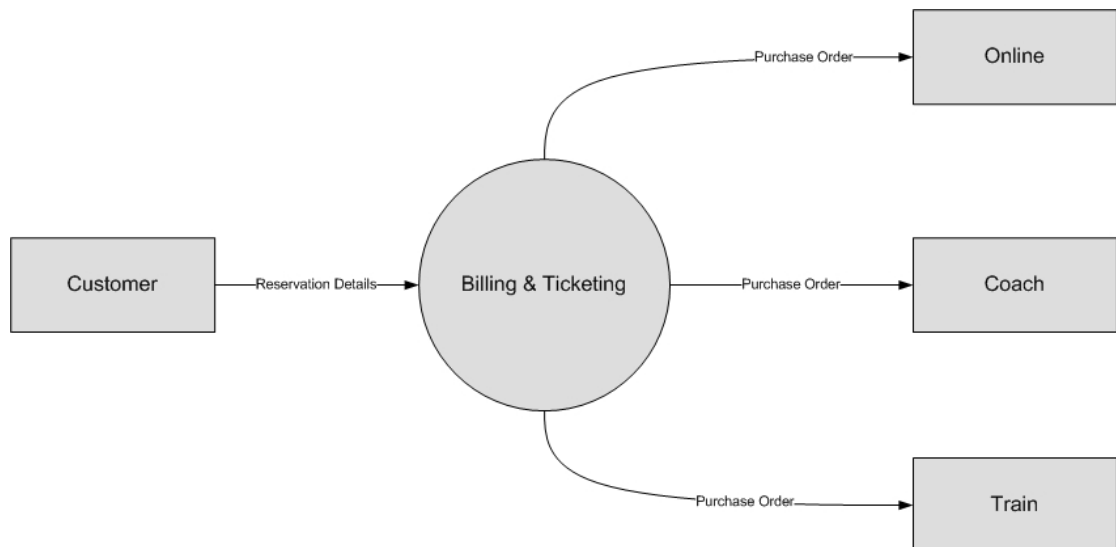 Purchase Order
Online
Customer
Reservation Details
Billing & Ticketing
Purchase Order
Coach
Purchase Order
Train